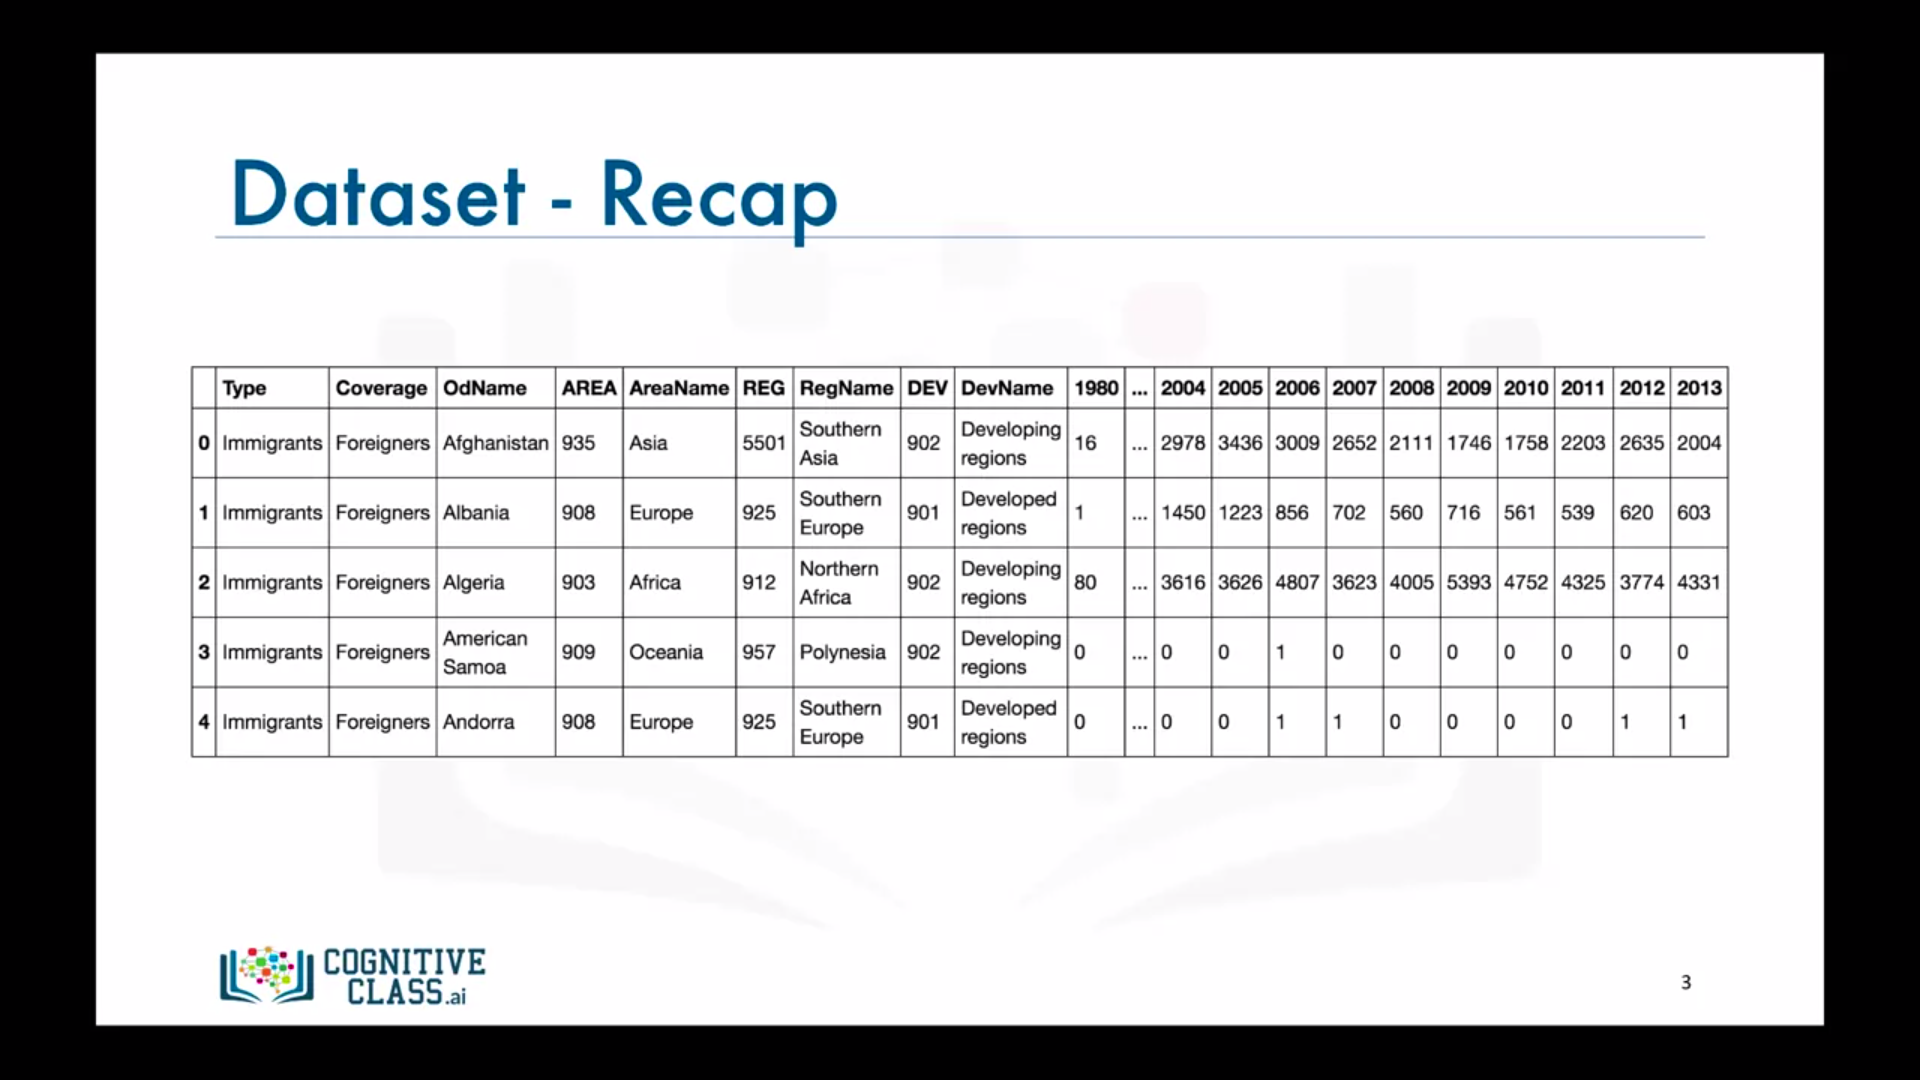 Dataset - Recap
Type Coverage OdName AREA AreaName REG RegName DEV DevName 1980 ... 2004 2005 2006 2007 2008 2009 2010 2011 2012 2013
0 Immigrants Foreigners Afghanistan 935 Asia 5501 Southern Asia 902 Developing regions 16 ... 2978 3436 3009 2652 2111 1746 1758 2203 2635 2004
1 Immigrants Foreigners Albania 908 Europe 925 Southern Europe 901 Developed regions 1 ... 1450 1223 856 702 560 716 561 539 620 603
2 Immigrants Foreigners Algeria 903 Africa 912 Northern Africa 902 Developing regions 80 ... 3616 3626 4807 3623 4005 5393 4752 4325 3774 4331
3 Immigrants Foreigners American Samoa 909 Oceania 957 Polynesia 902 Developing regions 0 ... 0 0 1 0 0 0 0 0 0 0
4 Immigrants Foreigners Andorra 908 Europe 925 Southern Europe 901 Developed regions 0 ... 0 0 1 1 0 0 0 0 1 1
COGNITIVE
CLASS.ai
3